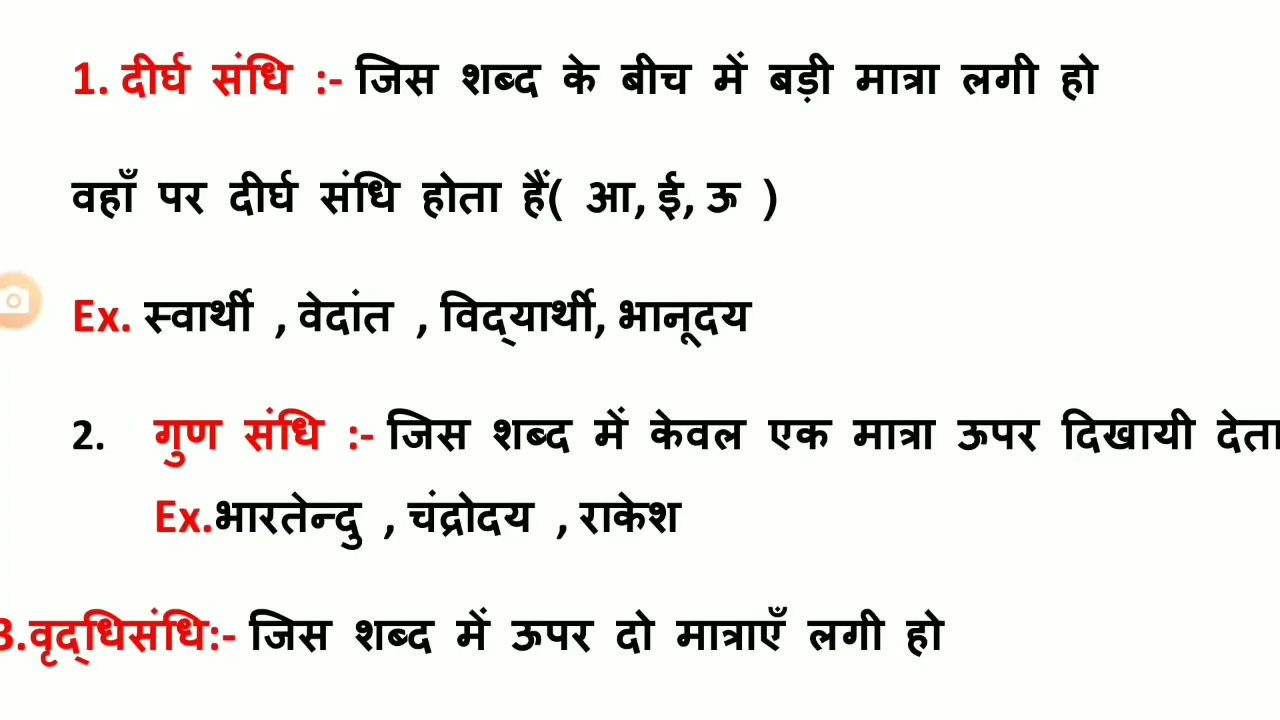 1. दीर्घ संधि :- जिस शब्द के बीच में बड़ी मात्रा लगी हो
वहाँ पर दीर्घ संधि होता हैं( आ, ई, ऊ )
Ex. स्वार्थी , वेदांत , विद्‌यार्थी, भानूदय
2. गुण संधि :- जिस शब्द में केवल एक मात्रा ऊपर दिखायी देता
Ex.भारतेन्दु , चंद्रोदय , राकेश
3.वृद्‌धिसंधि:- जिस शब्द में ऊपर दो मात्राएँ लगी हो